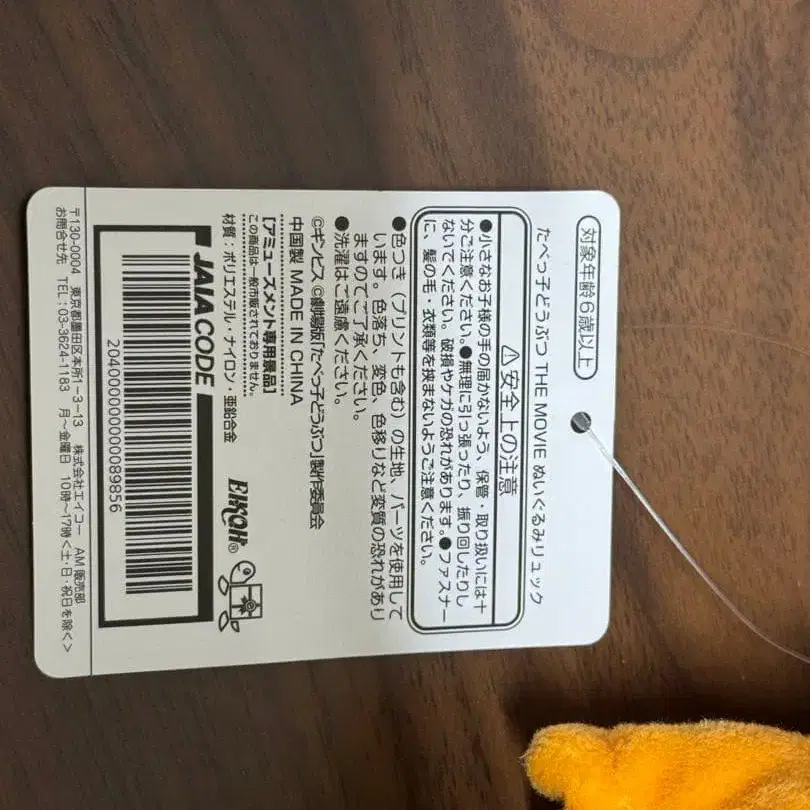 対象年齢6歳以上
たべっ子どうぶつ THE MOVIE ぬいぐるみリュック
⚠安全上の注意
●小さなお子様の手の届かないよう、保管・取り扱いには十
分ご注意ください。●無理に引っ張ったり、振り回したりし
ないでください。破損やケガの恐れがあります。●ファスナー
に、髪の毛・衣類等を挟まないようご注意ください。
●色つき（プリントも含む）の生地、パーツを使用して
います。色落ち、変色、色移りなど変質の恐れがあり
ますのでご了承ください。
●洗濯はご遠慮ください。
©ギンビス ©劇場版「たべっ子どうぶつ」製作委員会
中国製 MADE IN CHINA
【アミューズメント専用景品】
この商品は一般市販されておりません。
材質：ポリエステル・ナイロン・亜鉛合金
EIKOH®
JAIA CODE
2040000000089856
〒130-0004 東京都墨田区本所1-3-13 株式会社エイコー AM販売部
お問合せ先 TEL：03-3624-1183 月～金曜日 10時～17時＜土・日・祝日を除く＞